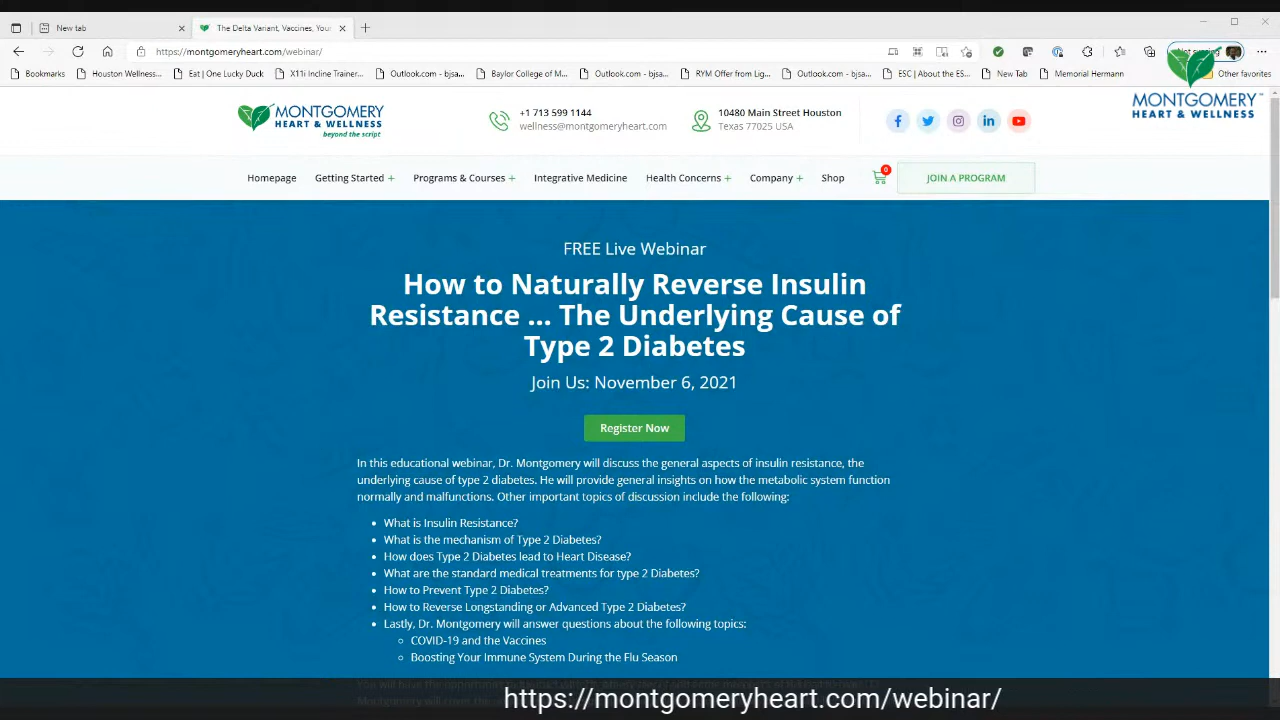 New tab
The Delta Variant, Vaccines, Your
https://montgomeryheart.com/webinar/
Bookmarks
Houston Wellness...
Eat | One Lucky Duck
X11i Incline Trainer...
Outlook.com - bjsa...
Baylor College of M...
Outlook.com - bjsa...
RYM Offer from Lig...
Outlook.com - bjsa...
ESC | About the ES...
New Tab
Memorial Hermann
Other favorites
MONTGOMERY
HEART & WELLNESS
beyond the script
+1 713 599 1144
wellness@montgomeryheart.com
10480 Main Street Houston
Texas 77025 USA
MONTGOMERY™
HEART & WELLNESS
Homepage
Getting Started +
Programs & Courses +
Integrative Medicine
Health Concerns +
Company +
Shop
0
JOIN A PROGRAM
FREE Live Webinar
How to Naturally Reverse Insulin
Resistance ... The Underlying Cause of
Type 2 Diabetes
Join Us: November 6, 2021
Register Now
In this educational webinar, Dr. Montgomery will discuss the general aspects of insulin resistance, the
underlying cause of type 2 diabetes. He will provide general insights on how the metabolic system function
normally and malfunctions. Other important topics of discussion include the following:
• What is Insulin Resistance?
• What is the mechanism of Type 2 Diabetes?
• How does Type 2 Diabetes lead to Heart Disease?
• What are the standard medical treatments for type 2 Diabetes?
• How to Prevent Type 2 Diabetes?
• How to Reverse Longstanding or Advanced Type 2 Diabetes?
• Lastly, Dr. Montgomery will answer questions about the following topics:
○ COVID-19 and the Vaccines
○ Boosting Your Immune System During the Flu Season
https://montgomeryheart.com/webinar/